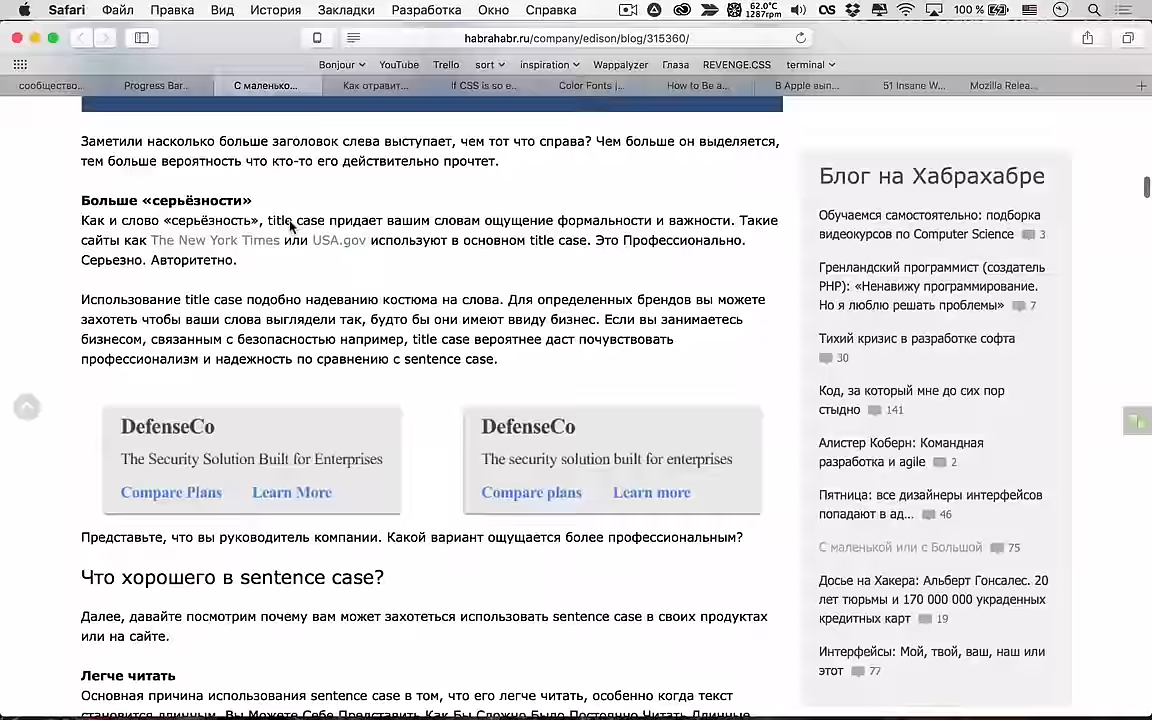 Safari Файл Правка Вид История Закладки Разработка Окно Справка 62.0°C 1287rpm 100 %
habrahabr.ru/company/edison/blog/315360/
Bonjour YouTube Trello sort inspiration Wappalyzer Глаза REVENGE.CSS terminal
сообщество... Progress Bar... С маленько... Как отравит... If CSS is so e... Color Fonts |... How to Be a... В Apple вып... 51 Insane W... Mozilla Relea...
Заметили насколько больше заголовок слева выступает, чем тот что справа? Чем больше он выделяется,
тем больше вероятность что кто-то его действительно прочтет.
Больше «серьёзности»
Как и слово «серьёзность», title case придает вашим словам ощущение формальности и важности. Такие
сайты как The New York Times или USA.gov используют в основном title case. Это Профессионально.
Серьезно. Авторитетно.
Использование title case подобно надеванию костюма на слова. Для определенных брендов вы можете
захотеть чтобы ваши слова выглядели так, будто бы они имеют ввиду бизнес. Если вы занимаетесь
бизнесом, связанным с безопасностью например, title case вероятнее даст почувствовать
профессионализм и надежность по сравнению с sentence case.
DefenseCo
The Security Solution Built for Enterprises
Compare Plans Learn More
DefenseCo
The security solution built for enterprises
Compare plans Learn more
Представьте, что вы руководитель компании. Какой вариант ощущается более профессиональным?
Что хорошего в sentence case?
Далее, давайте посмотрим почему вам может захотеться использовать sentence case в своих продуктах
или на сайте.
Легче читать
Основная причина использования sentence case в том, что его легче читать, особенно когда текст
становится длинным. Вы Можете Себе Представить Как Бы Сложно Было Постоянно Читать Длинные
Блог на Хабрахабре
Обучаемся самостоятельно: подборка
видеокурсов по Computer Science 3
Гренландский программист (создатель
PHP): «Ненавижу программирование.
Но я люблю решать проблемы» 7
Тихий кризис в разработке софта
30
Код, за который мне до сих пор
стыдно 141
Алистер Коберн: Командная
разработка и agile 2
Пятница: все дизайнеры интерфейсов
попадают в ад... 46
С маленькой или с Большой 75
Досье на Хакера: Альберт Гонсалес. 20
лет тюрьмы и 170 000 000 украденных
кредитных карт 19
Интерфейсы: Мой, твой, ваш, наш или
этот 77